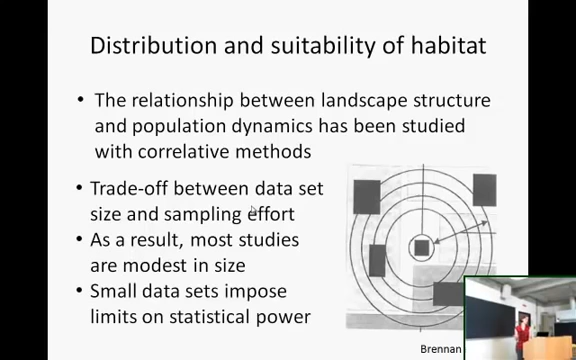 Distribution and suitability of habitat
• The relationship between landscape structure
and population dynamics has been studied
with correlative methods
• Trade-off between data set
size and sampling effort
• As a result, most studies
are modest in size
• Small data sets impose
limits on statistical power
Brennan